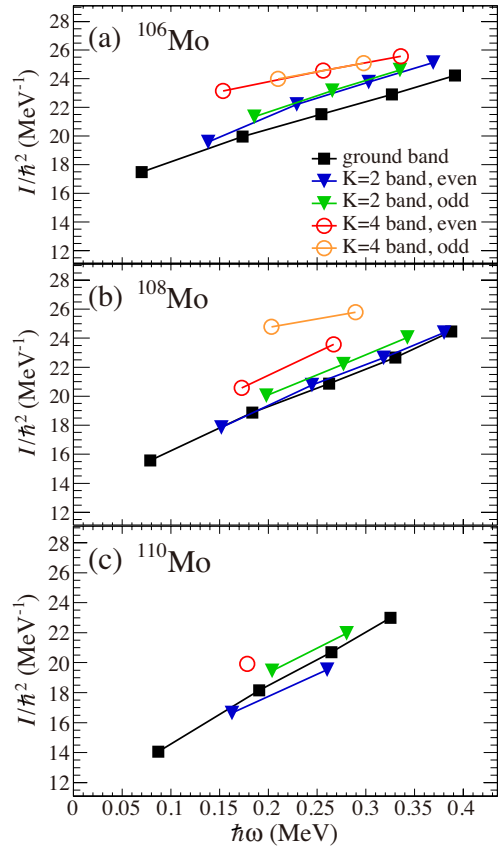 28
26
24
22
20
18
16
14
12
I/ℏ² (MeV⁻¹)
(a) ¹⁰⁶Mo
ground band
K=2 band, even
K=2 band, odd
K=4 band, even
K=4 band, odd
28
26
24
22
20
18
16
14
12
I/ℏ² (MeV⁻¹)
(b) ¹⁰⁸Mo
28
26
24
22
20
18
16
14
12
I/ℏ² (MeV⁻¹)
(c) ¹¹⁰Mo
0 0.05 0.1 0.15 0.2 0.25 0.3 0.35 0.4
ℏω (MeV)